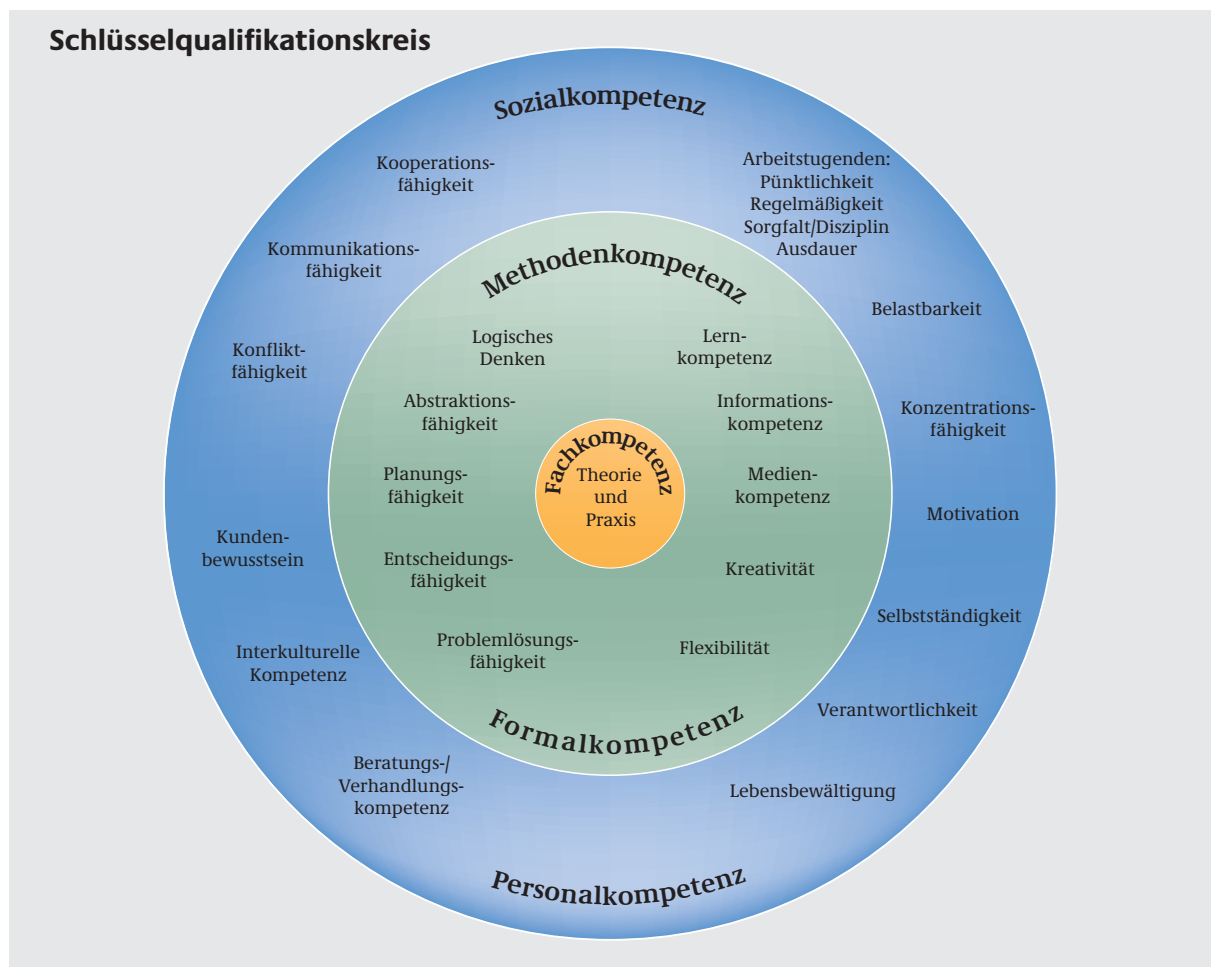 Schlüsselqualifikationskreis
Sozialkompetenz
Kooperations-
fähigkeit
Kommunikations-
fähigkeit
Konflikt-
fähigkeit
Kunden-
bewusstsein
Interkulturelle
Kompetenz
Beratungs-/
Verhandlungs-
kompetenz
Arbeitstugenden:
Pünktlichkeit
Regelmäßigkeit
Sorgfalt/Disziplin
Ausdauer
Belastbarkeit
Konzentrations-
fähigkeit
Motivation
Selbstständigkeit
Verantwortlichkeit
Lebensbewältigung
Personalkompetenz
Methodenkompetenz
Logisches
Denken
Abstraktions-
fähigkeit
Planungs-
fähigkeit
Entscheidungs-
fähigkeit
Problemlösungs-
fähigkeit
Lern-
kompetenz
Informations-
kompetenz
Medien-
kompetenz
Kreativität
Flexibilität
Formalkompetenz
Fachkompetenz
Theorie
und
Praxis